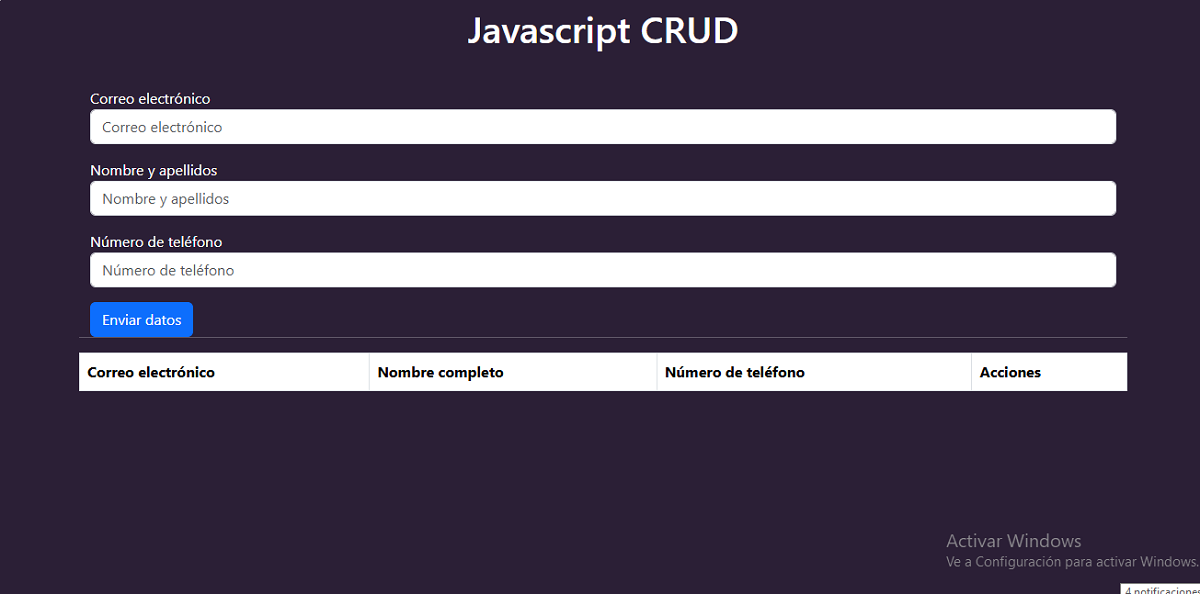 Javascript CRUD
Correo electrónico
Correo electrónico
Nombre y apellidos
Nombre y apellidos
Número de teléfono
Número de teléfono
Enviar datos
Correo electrónico Nombre completo Número de teléfono Acciones
Activar Windows
Ve a Configuración para activar Windows.
4 notificaciones